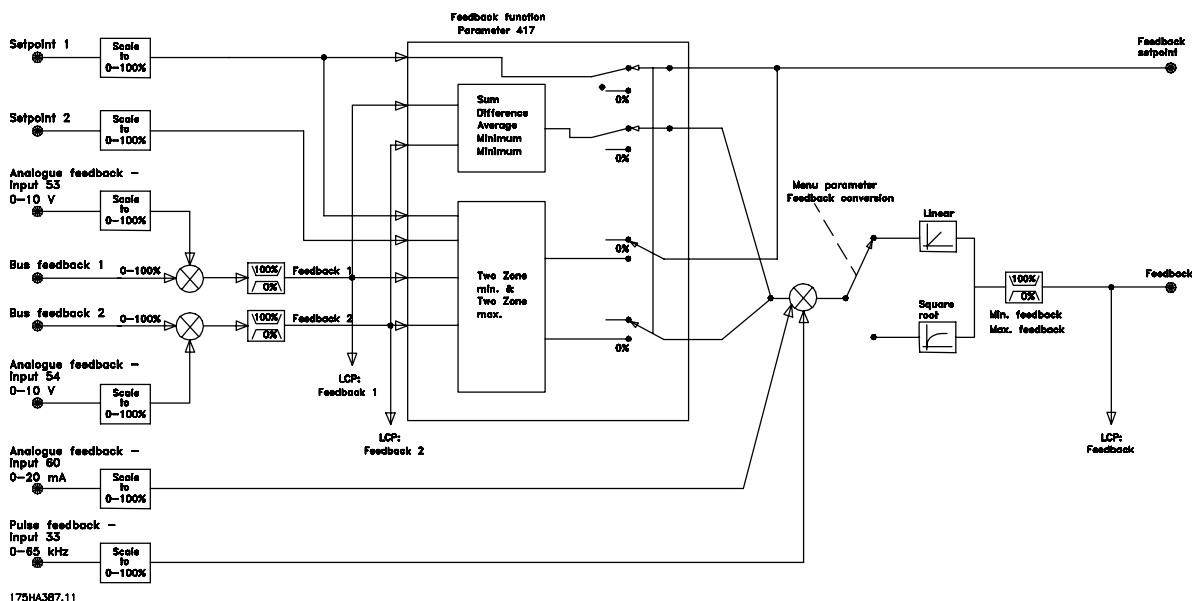 Feedback function
Parameter 417
Setpoint 1
Scale
to
0-100%
Feedback
setpoint
0%
Sum
Difference
Average
Minimum
Minimum
Setpoint 2
Scale
to
0-100%
0%
Analogue feedback -
input 53
0-10 V
Scale
to
0-100%
Menu parameter
Feedback conversion
Linear
0%
Bus feedback 1
0-100%
100%
0%
Feedback 1
Two Zone
min. &
Two Zone
max.
100%
0%
Feedback
Min. feedback
Max. feedback
Square
root
Bus feedback 2
0-100%
100%
0%
Feedback 2
0%
Analogue feedback -
input 54
0-10 V
Scale
to
0-100%
LCP:
Feedback 1
LCP:
Feedback 2
LCP:
Feedback
Analogue feedback -
input 60
0-20 mA
Scale
to
0-100%
Pulse feedback -
input 33
0-65 kHz
Scale
to
0-100%
175HA387.11